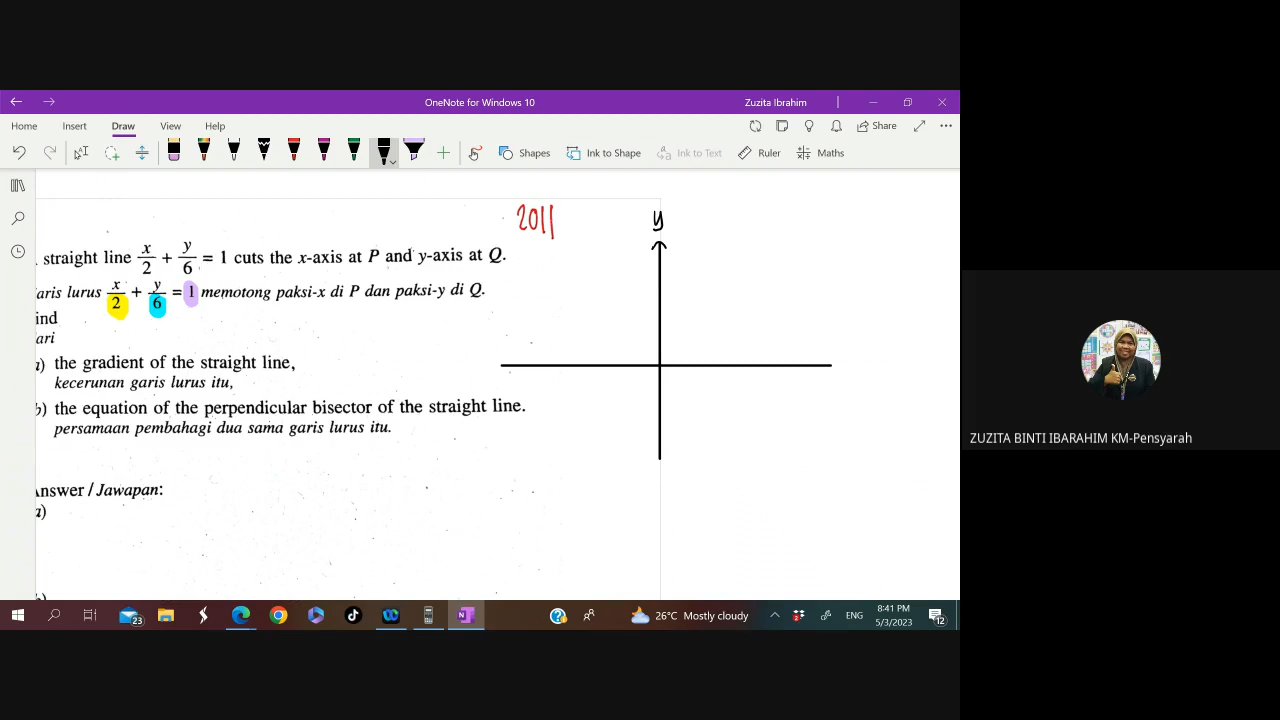 OneNote for Windows 10
Zuzita Ibrahim
Home Insert Draw View Help
Share
Shapes Ink to Shape Ink to Text Ruler Maths
2011
y
. straight line x/2 + y/6 = 1 cuts the x-axis at P and y-axis at Q.
aris lurus x/2 + y/6 = 1 memotong paksi-x di P dan paksi-y di Q.
ind
ari
a) the gradient of the straight line,
kecerunan garis lurus itu,
b) the equation of the perpendicular bisector of the straight line.
persamaan pembahagi dua sama garis lurus itu.
Answer / Jawapan:
a)
b)
ZUZITA BINTI IBARAHIM KM-Pensyarah
23
26°C Mostly cloudy
ENG
8:41 PM
5/3/2023
12